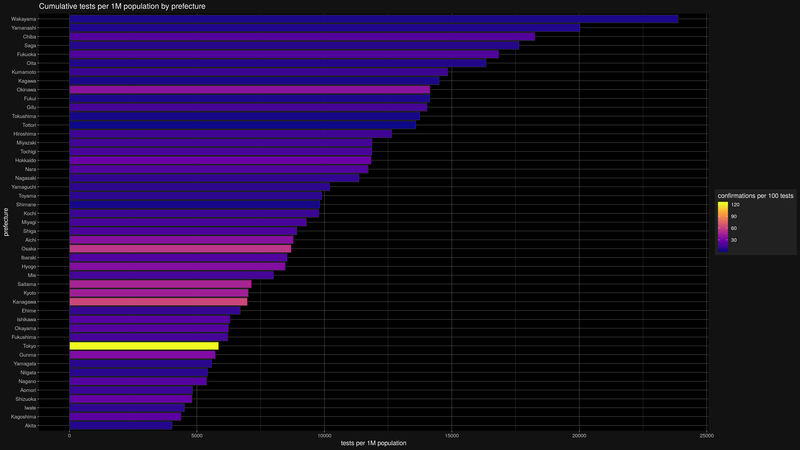 Cumulative tests per 1M population by prefecture
Wakayama
Yamanashi
Chiba
Saga
Fukuoka
Oita
Kumamoto
Kagawa
Okinawa
Fukui
Gifu
Tokushima
Tottori
Hiroshima
Miyazaki
Tochigi
Hokkaido
Nara
Nagasaki
Yamaguchi
Toyama
Shimane
Kochi
Miyagi
Shiga
Aichi
Osaka
Ibaraki
Hyogo
Mie
Saitama
Kyoto
Kanagawa
Ehime
Ishikawa
Okayama
Fukushima
Tokyo
Gunma
Yamagata
Niigata
Nagano
Aomori
Shizuoka
Iwate
Kagoshima
Akita
prefecture
0 5000 10000 15000 20000 25000
tests per 1M population
confirmations per 100 tests
120
90
60
30